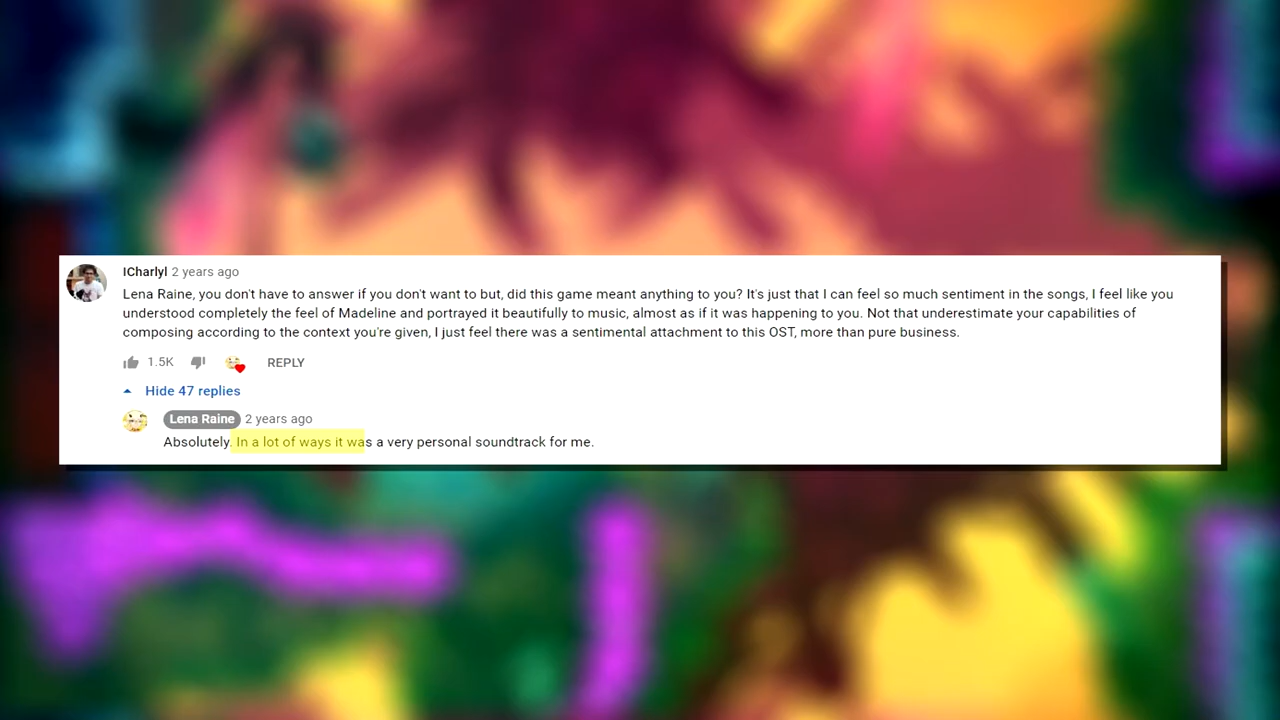 ICharlyl 2 years ago
Lena Raine, you don't have to answer if you don't want to but, did this game meant anything to you? It's just that I can feel so much sentiment in the songs, I feel like you
understood completely the feel of Madeline and portrayed it beautifully to music, almost as if it was happening to you. Not that underestimate your capabilities of
composing according to the context you're given, I just feel there was a sentimental attachment to this OST, more than pure business.
1.5K REPLY
Hide 47 replies
Lena Raine 2 years ago
Absolutely. In a lot of ways it was a very personal soundtrack for me.